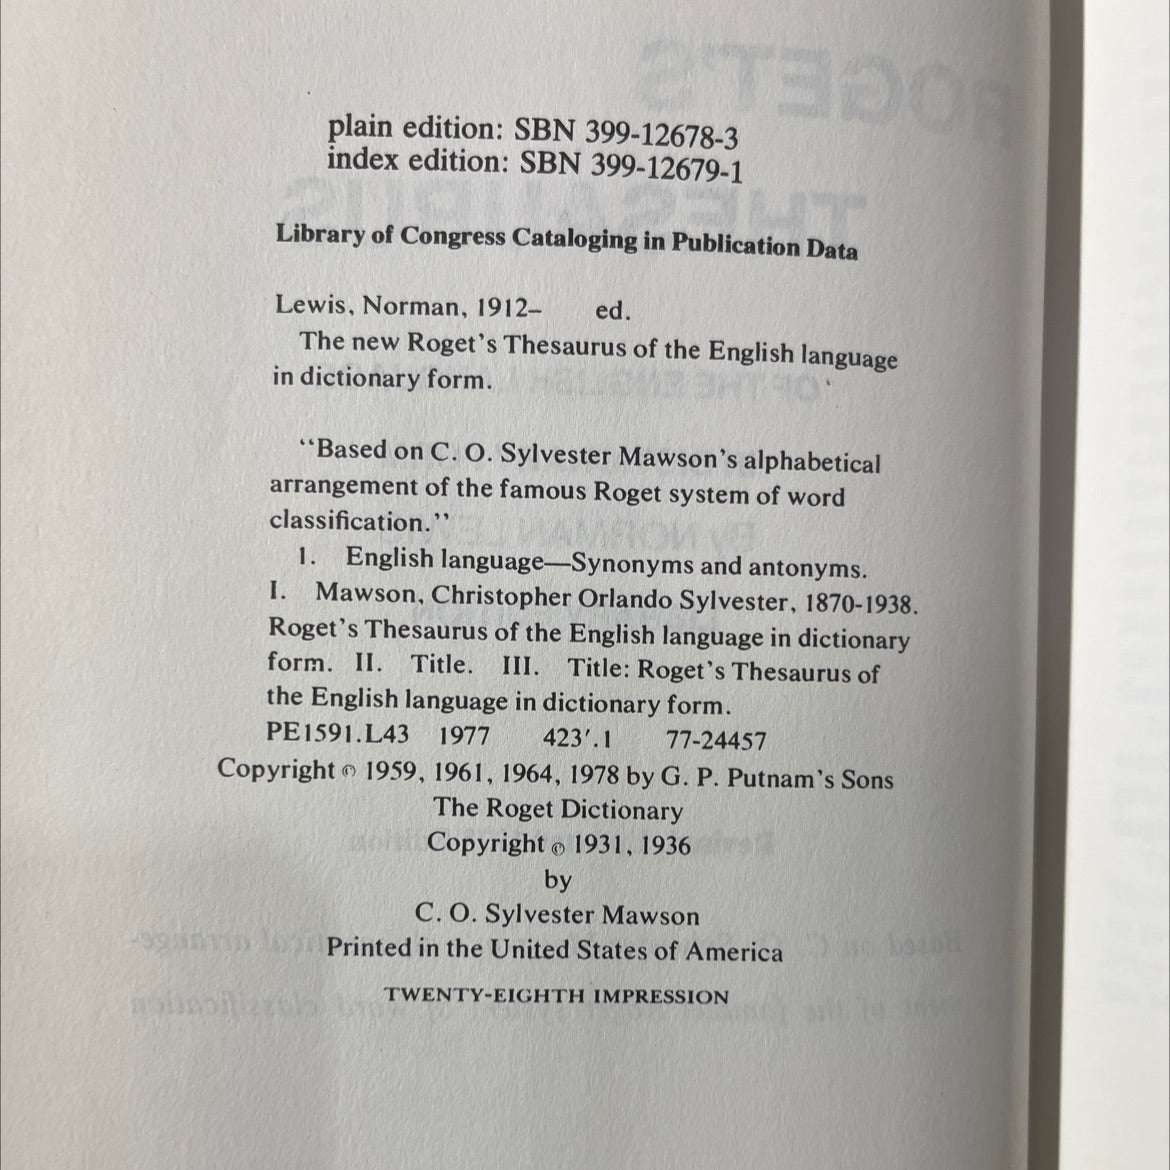 plain edition: SBN 399-12678-3
index edition: SBN 399-12679-1
Library of Congress Cataloging in Publication Data
Lewis, Norman, 1912– ed.
The new Roget's Thesaurus of the English language
in dictionary form.
"Based on C. O. Sylvester Mawson's alphabetical
arrangement of the famous Roget system of word
classification."
1. English language—Synonyms and antonyms.
I. Mawson, Christopher Orlando Sylvester, 1870-1938.
Roget's Thesaurus of the English language in dictionary
form. II. Title. III. Title: Roget's Thesaurus of
the English language in dictionary form.
PE1591.L43 1977 423'.1 77-24457
Copyright © 1959, 1961, 1964, 1978 by G. P. Putnam's Sons
The Roget Dictionary
Copyright © 1931, 1936
by
C. O. Sylvester Mawson
Printed in the United States of America
TWENTY-EIGHTH IMPRESSION